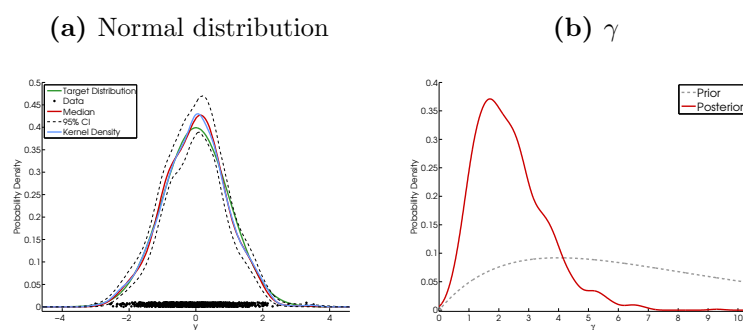 (a) Normal distribution
(b) γ
0.5
0.45
0.4
0.35
0.3
0.25
0.2
0.15
0.1
0.05
0
Probability Density
Target Distribution
Data
Median
95% CI
Kernel Density
−4
−2
0
2
4
y
0.4
0.35
0.3
0.25
0.2
0.15
0.1
0.05
0
Probability Density
Prior
Posterior
0
1
2
3
4
5
6
7
8
9
10
γ